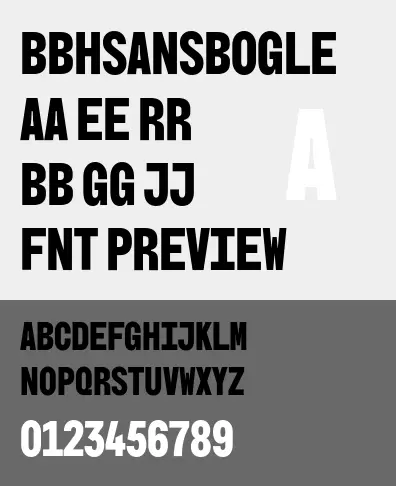 BBHSANSBOGLE
AA EE RR
A
BB GG JJ
FNT PREVIEW
ABCDEFGHIJKLM
NOPQRSTUVWXYZ
0123456789